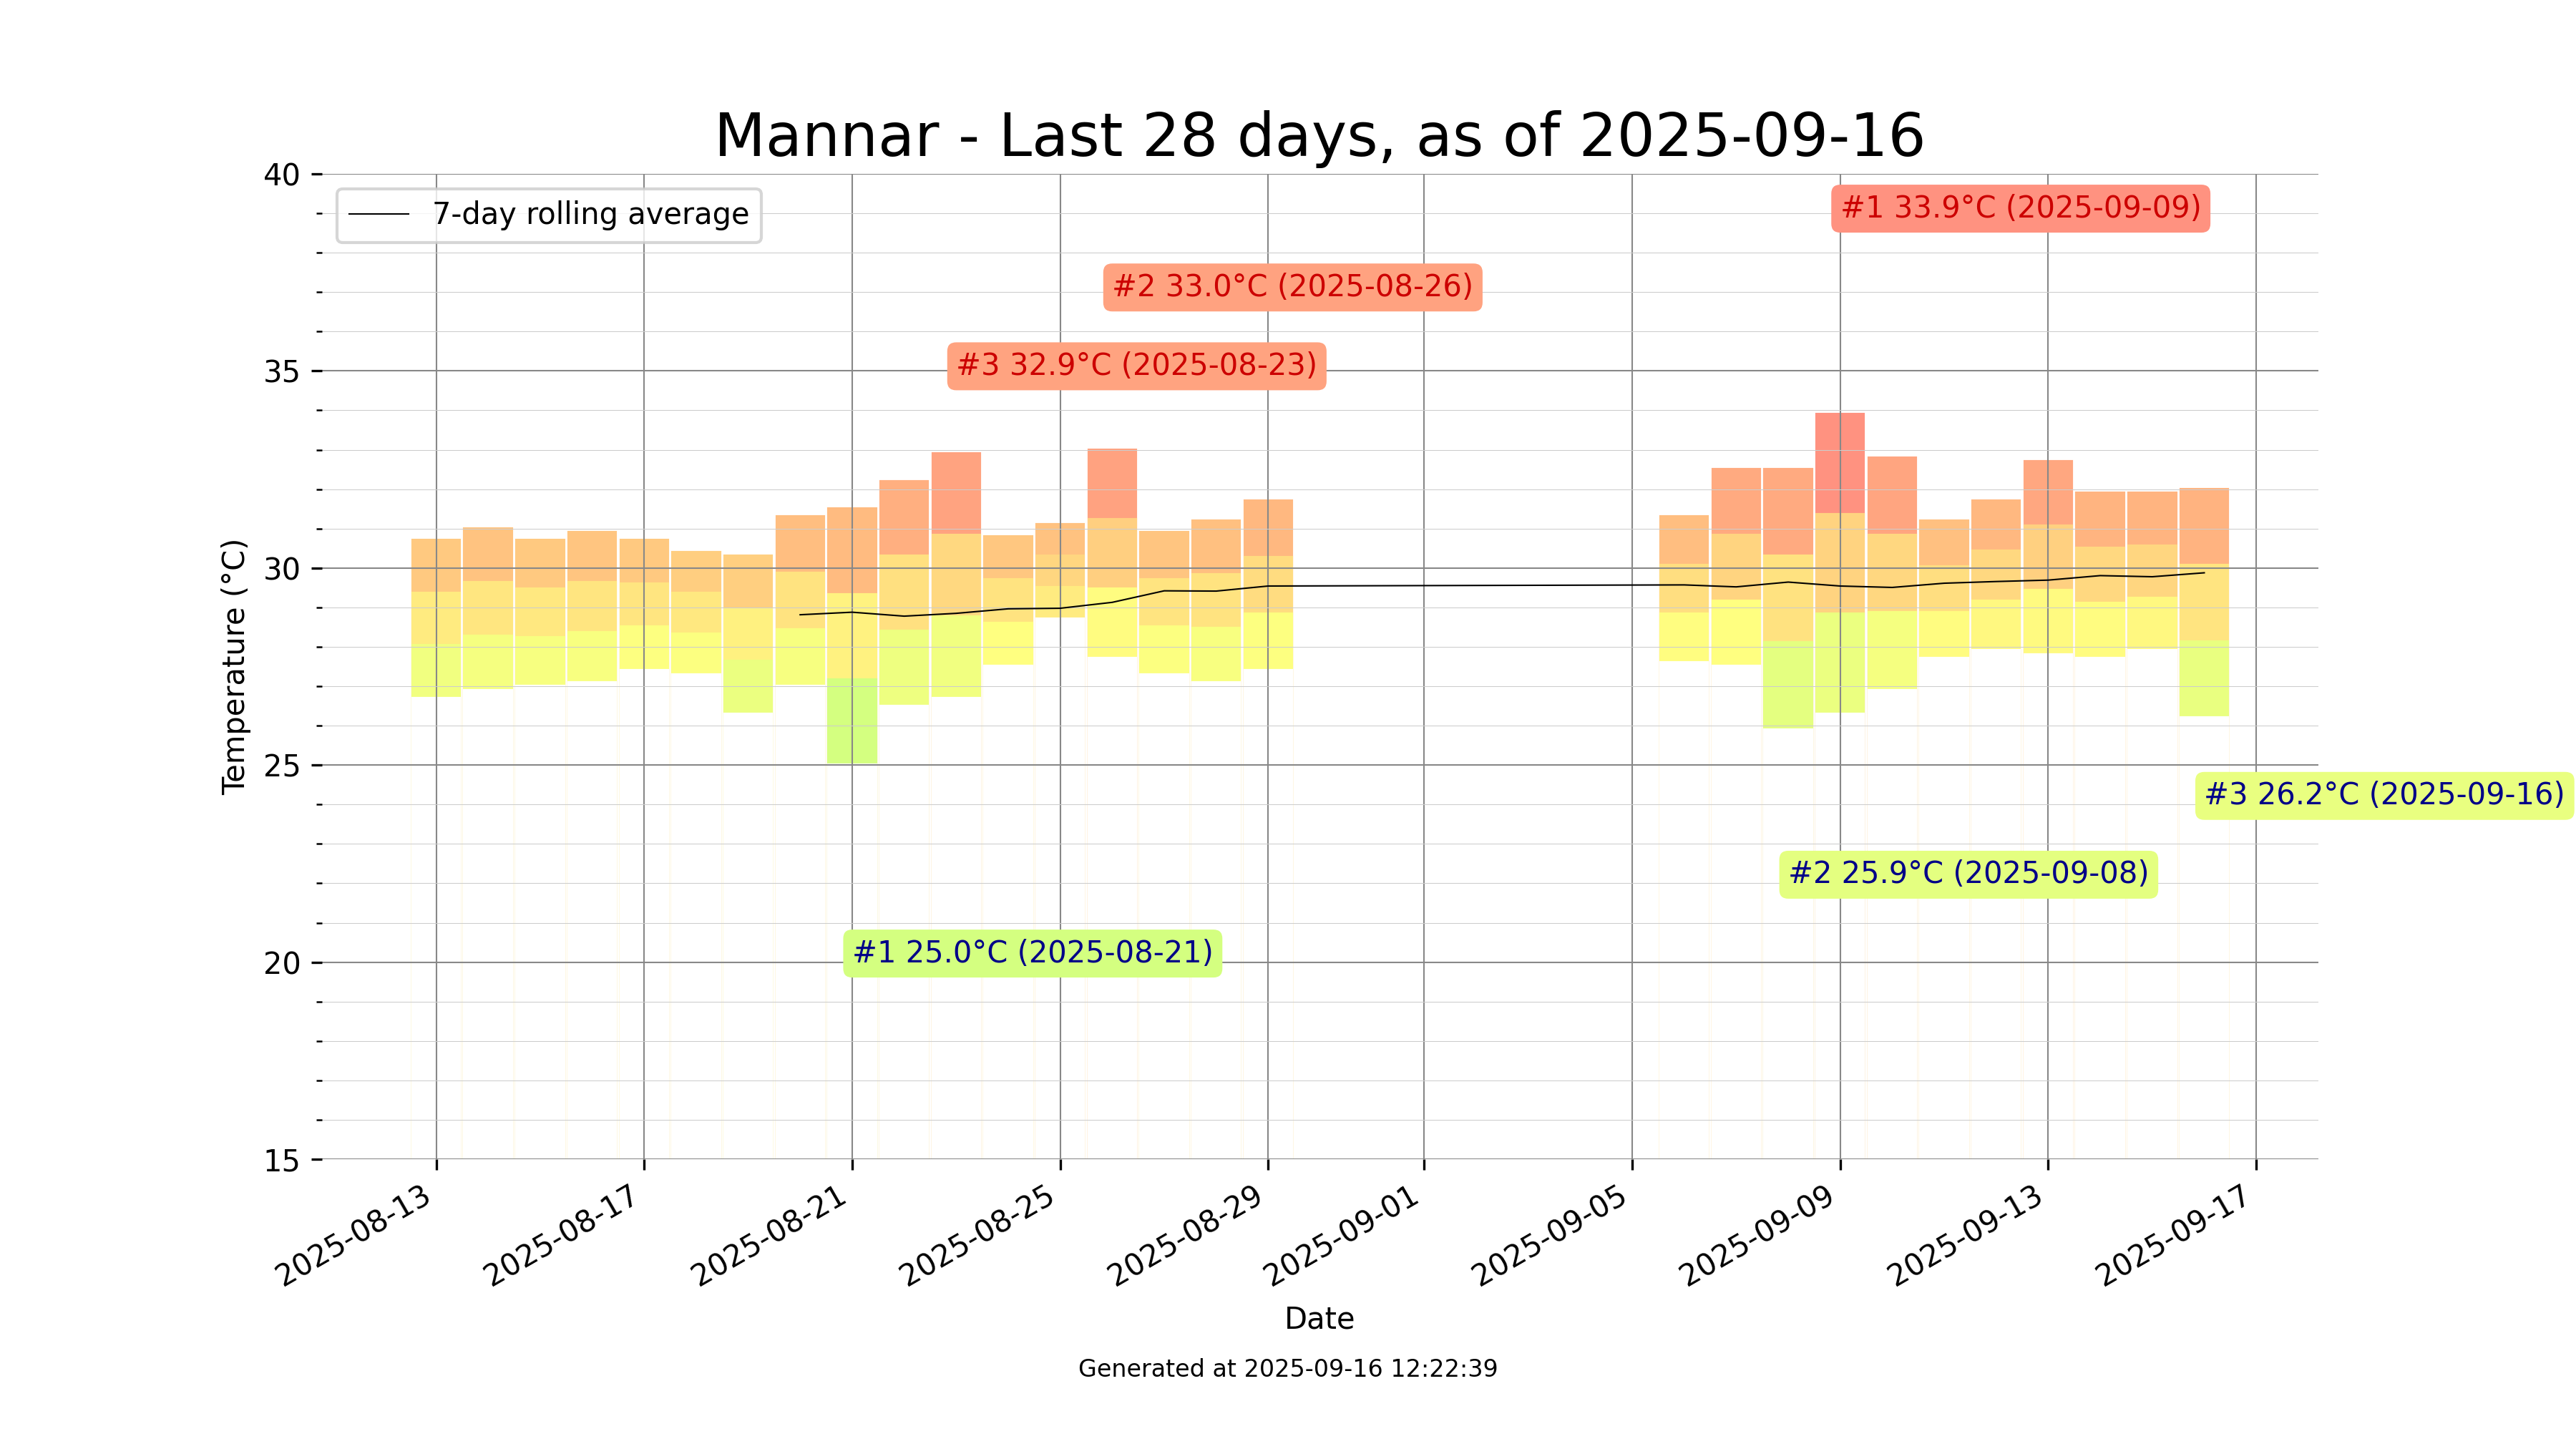 Mannar - Last 28 days, as of 2025-09-16
7-day rolling average
#1 33.9°C (2025-09-09)
#2 33.0°C (2025-08-26)
#3 32.9°C (2025-08-23)
#3 26.2°C (2025-09-16)
#2 25.9°C (2025-09-08)
#1 25.0°C (2025-08-21)
Temperature (°C)
40
35
30
25
20
15
2025-08-13
2025-08-17
2025-08-21
2025-08-25
2025-08-29
2025-09-01
2025-09-05
2025-09-09
2025-09-13
2025-09-17
Date
Generated at 2025-09-16 12:22:39